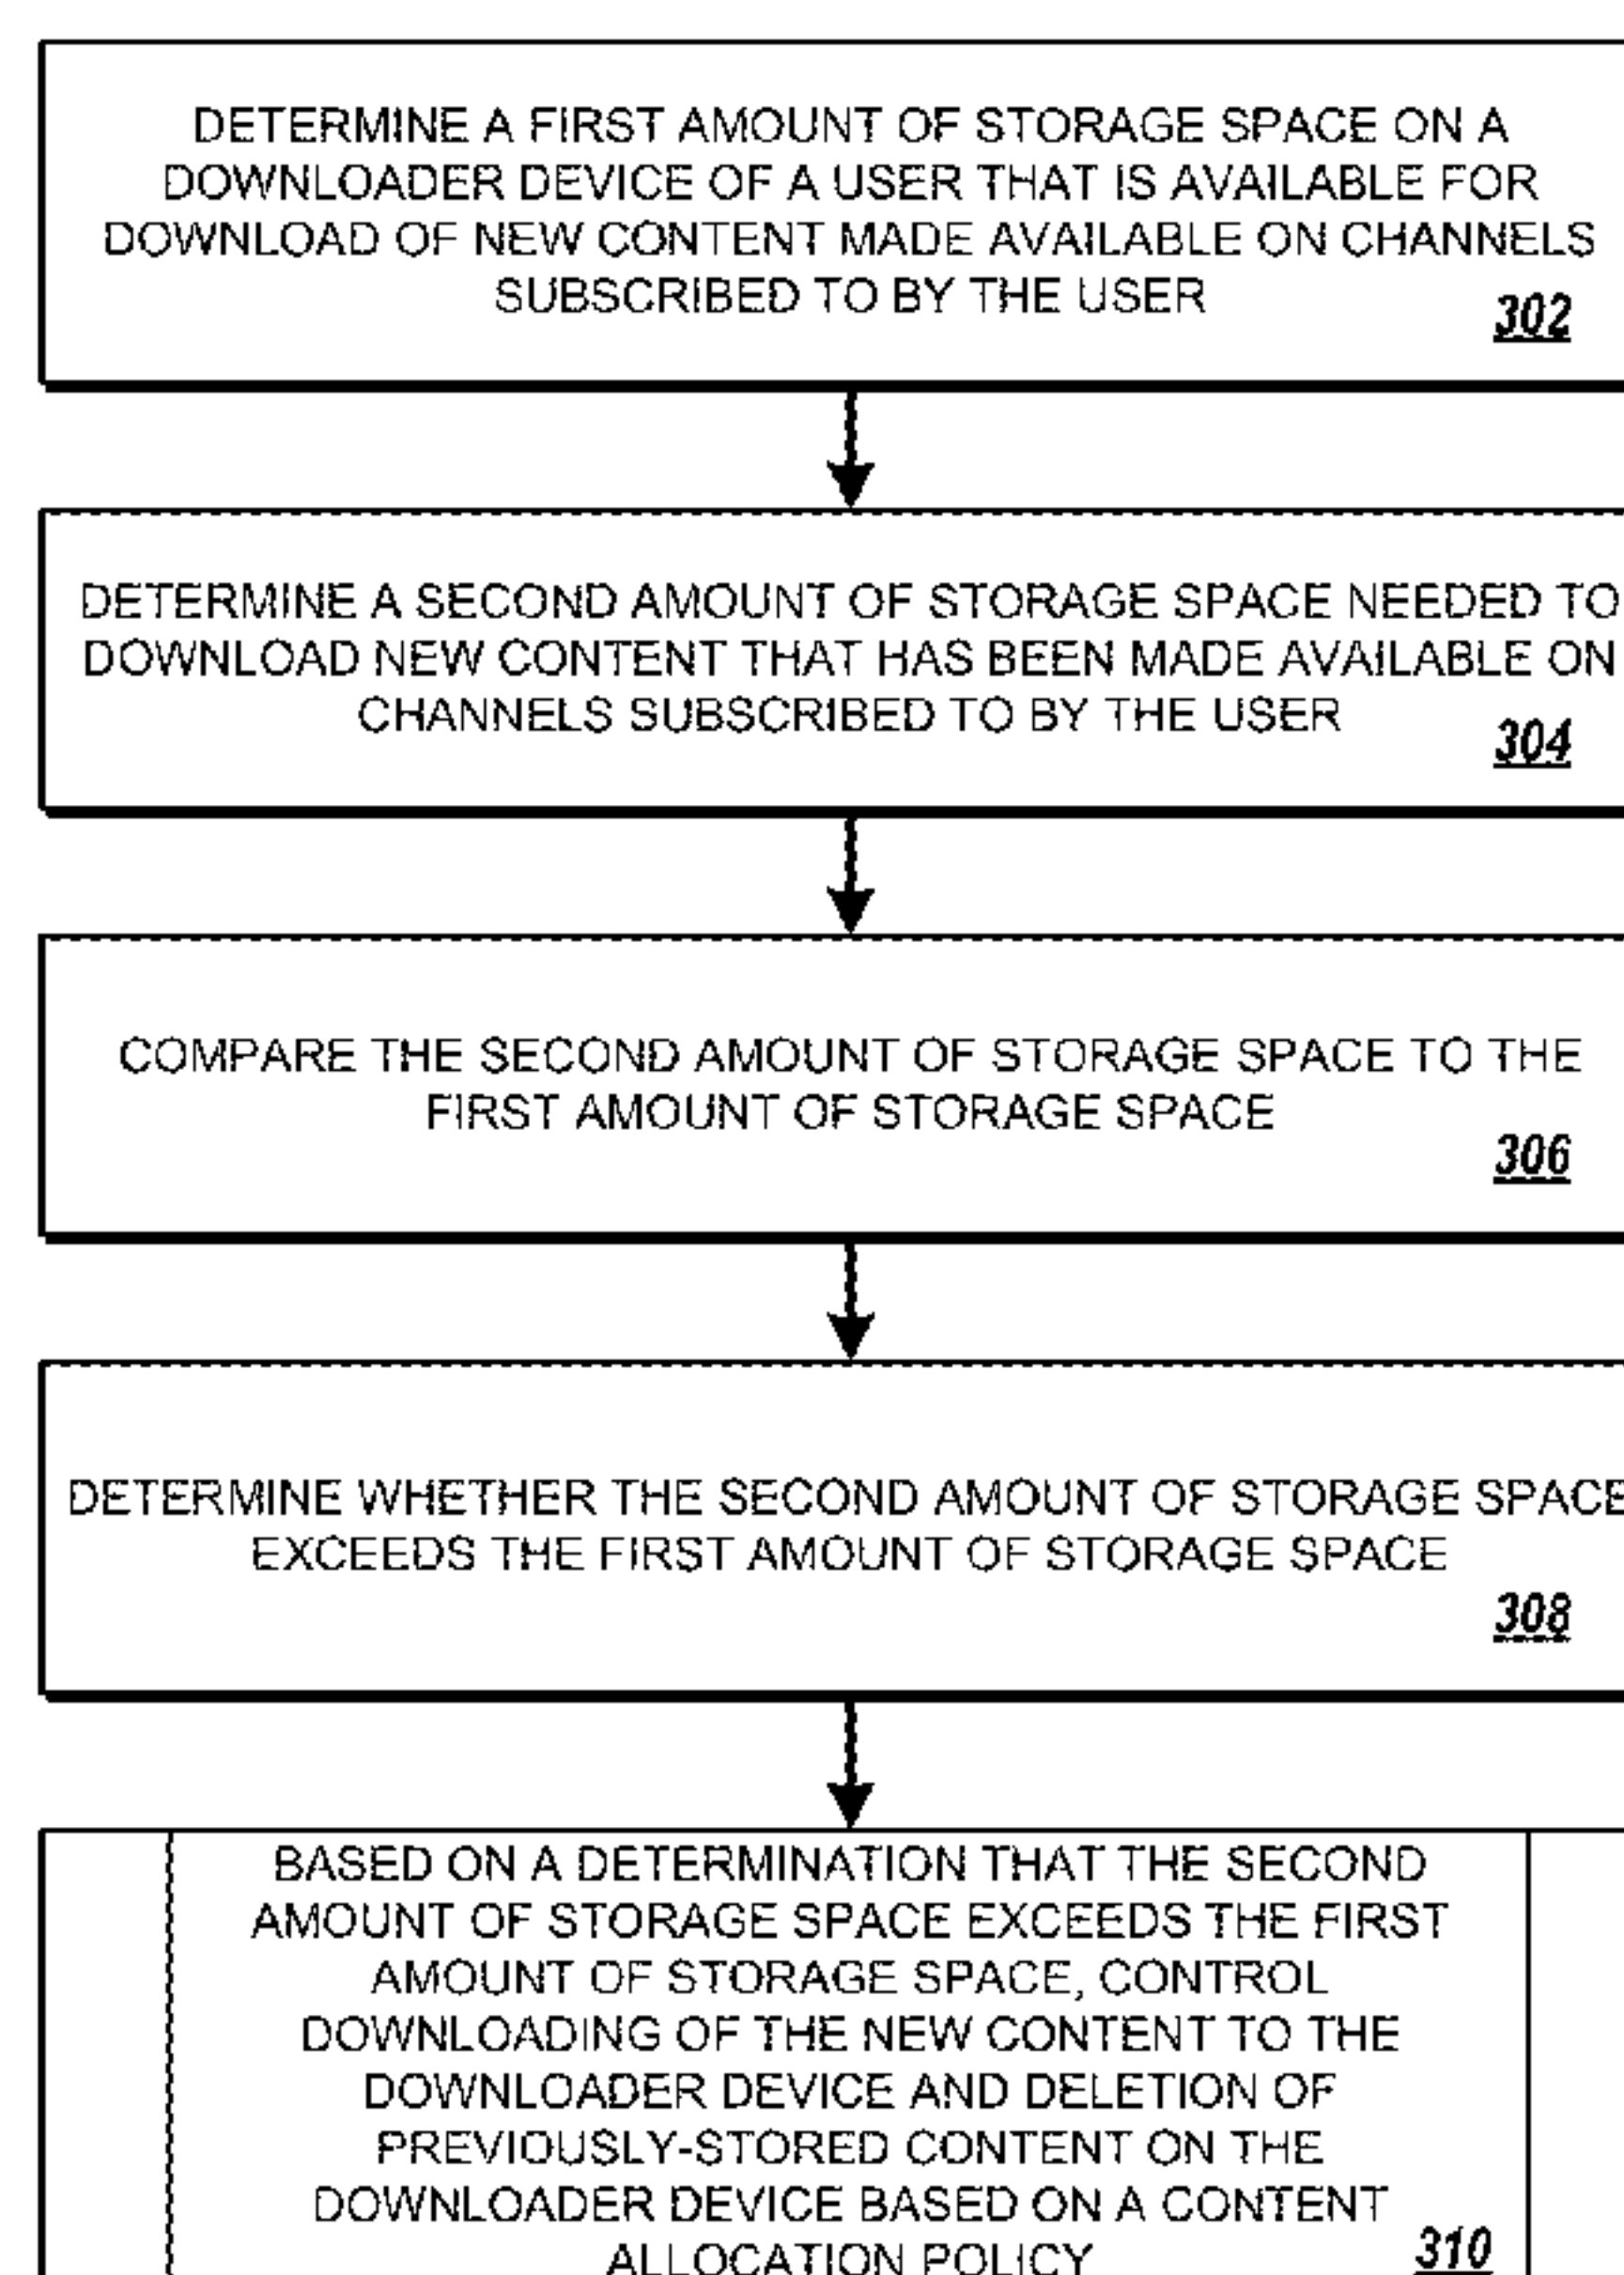 DETERMINE A FIRST AMOUNT OF STORAGE SPACE ON A
DOWNLOADER DEVICE OF A USER THAT IS AVAILABLE FOR
DOWNLOAD OF NEW CONTENT MADE AVAILABLE ON CHANNELS
SUBSCRIBED TO BY THE USER
302
DETERMINE A SECOND AMOUNT OF STORAGE SPACE NEEDED TO
DOWNLOAD NEW CONTENT THAT HAS BEEN MADE AVAILABLE ON
CHANNELS SUBSCRIBED TO BY THE USER
304
COMPARE THE SECOND AMOUNT OF STORAGE SPACE TO THE
FIRST AMOUNT OF STORAGE SPACE
306
DETERMINE WHETHER THE SECOND AMOUNT OF STORAGE SPACE
EXCEEDS THE FIRST AMOUNT OF STORAGE SPACE
308
BASED ON A DETERMINATION THAT THE SECOND
AMOUNT OF STORAGE SPACE EXCEEDS THE FIRST
AMOUNT OF STORAGE SPACE, CONTROL
DOWNLOADING OF THE NEW CONTENT TO THE
DOWNLOADER DEVICE AND DELETION OF
PREVIOUSLY-STORED CONTENT ON THE
DOWNLOADER DEVICE BASED ON A CONTENT
ALLOCATION POLICY
310